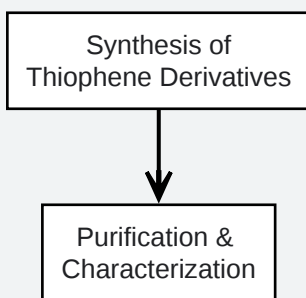 Synthesis of
Thiophene Derivatives
Purification &
Characterization